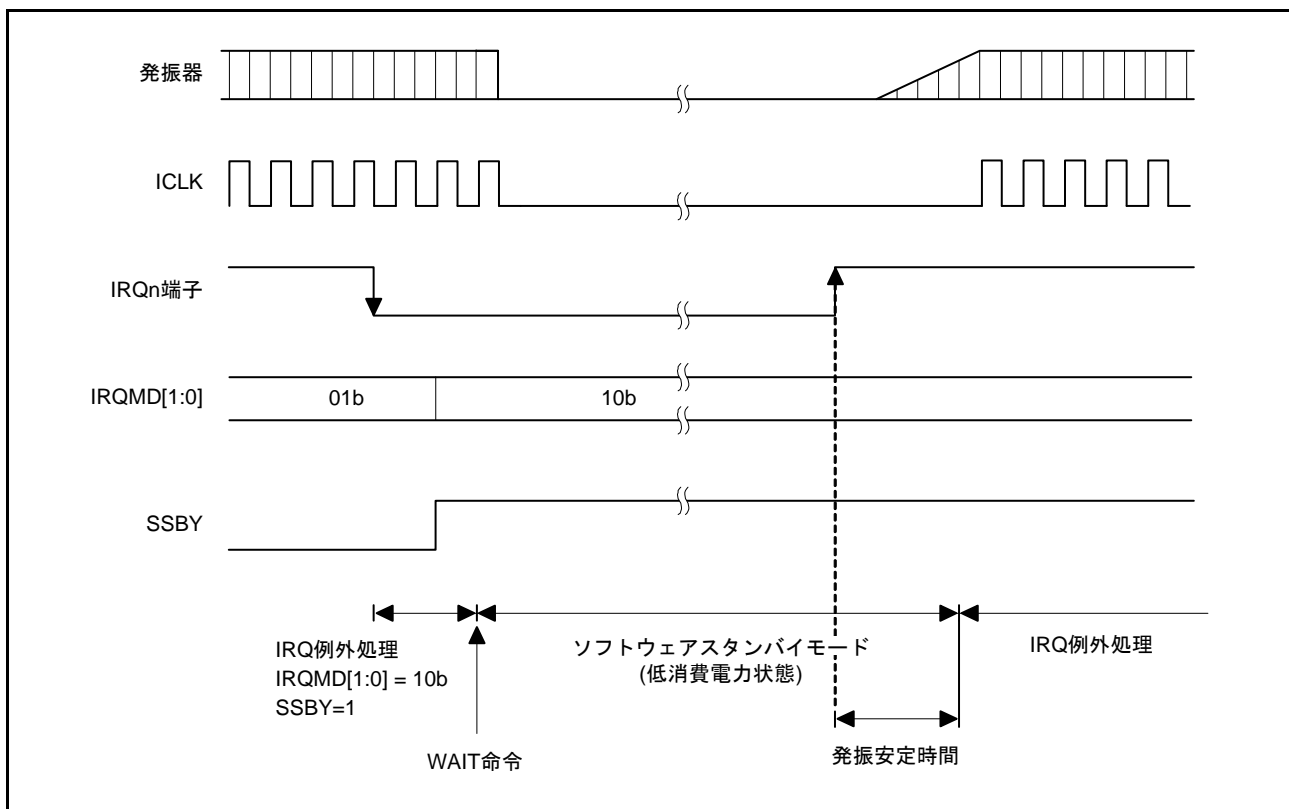 発振器
ICLK
IRQn端子
IRQMD[1:0]
01b
10b
SSBY
IRQ例外処理
IRQMD[1:0] = 10b
SSBY=1
ソフトウェアスタンバイモード
(低消費電力状態)
IRQ例外処理
発振安定時間
WAIT命令